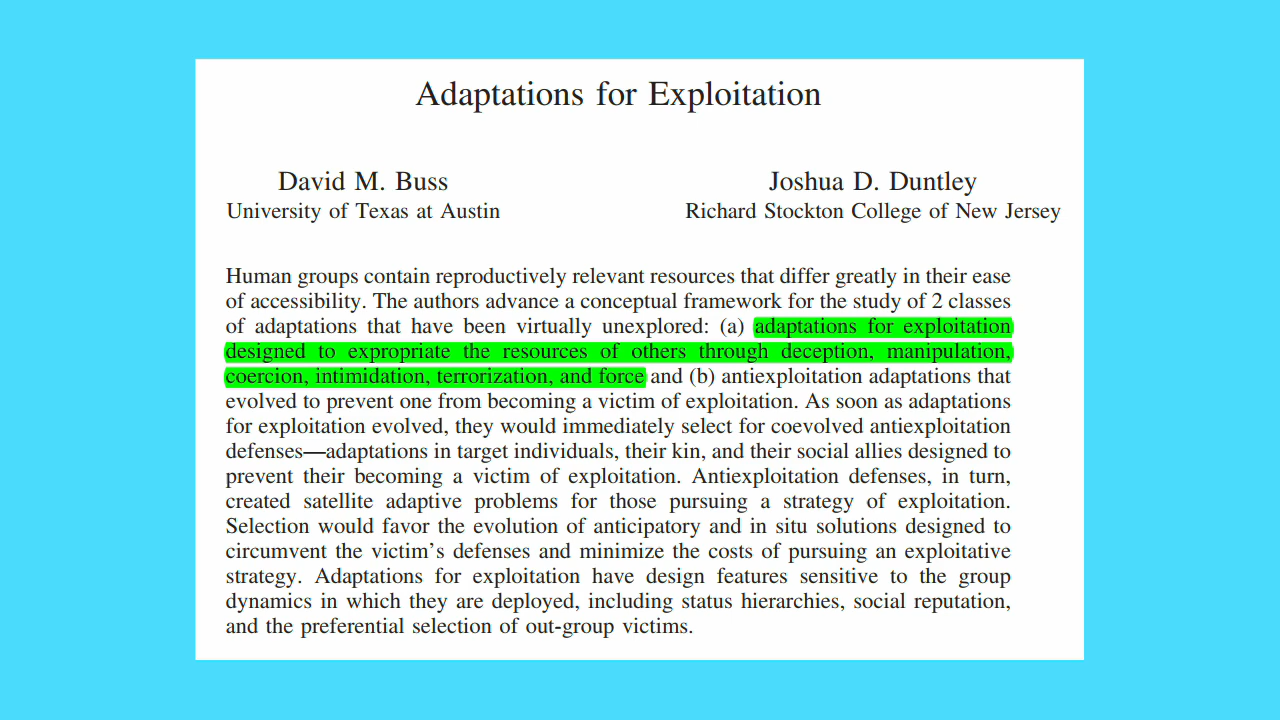 Adaptations for Exploitation
David M. Buss
University of Texas at Austin
Joshua D. Duntley
Richard Stockton College of New Jersey
Human groups contain reproductively relevant resources that differ greatly in their ease
of accessibility. The authors advance a conceptual framework for the study of 2 classes
of adaptations that have been virtually unexplored: (a) adaptations for exploitation
designed to expropriate the resources of others through deception, manipulation,
coercion, intimidation, terrorization, and force and (b) antiexploitation adaptations that
evolved to prevent one from becoming a victim of exploitation. As soon as adaptations
for exploitation evolved, they would immediately select for coevolved antiexploitation
defenses—adaptations in target individuals, their kin, and their social allies designed to
prevent their becoming a victim of exploitation. Antiexploitation defenses, in turn,
created satellite adaptive problems for those pursuing a strategy of exploitation.
Selection would favor the evolution of anticipatory and in situ solutions designed to
circumvent the victim's defenses and minimize the costs of pursuing an exploitative
strategy. Adaptations for exploitation have design features sensitive to the group
dynamics in which they are deployed, including status hierarchies, social reputation,
and the preferential selection of out-group victims.